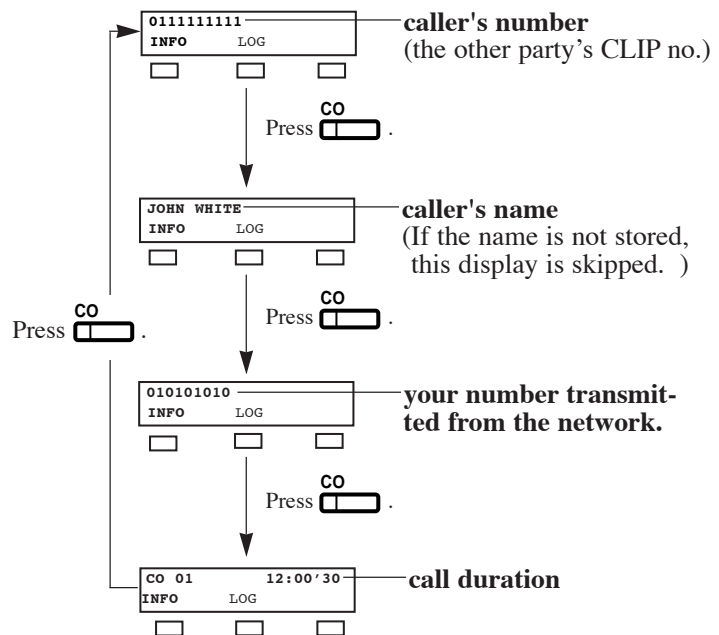 0111111111
INFO LOG
caller's number
(the other party's CLIP no.)
CO
Press .
JOHN WHITE
INFO LOG
caller's name
(If the name is not stored,
this display is skipped. )
CO
Press .
CO
Press .
010101010
INFO LOG
your number transmit-
ted from the network.
CO
Press .
CO 01 12:00'30
INFO LOG
call duration